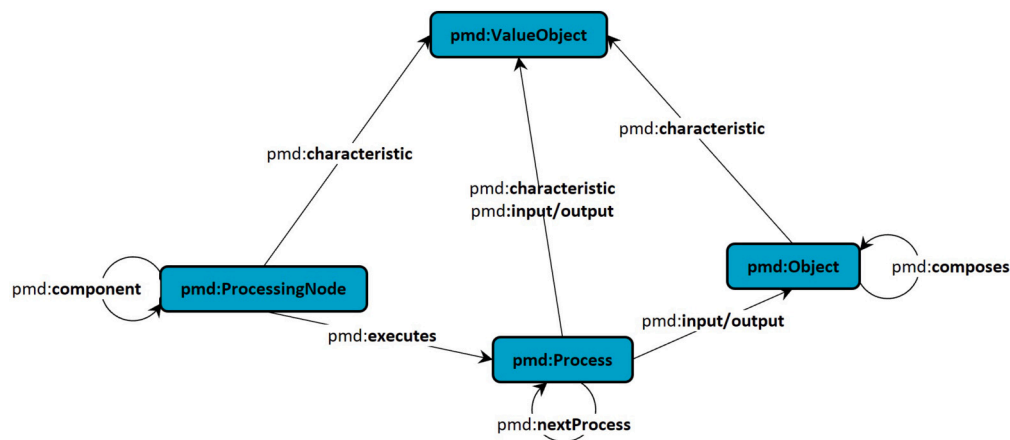 pmd:ValueObject
pmd:characteristic
pmd:characteristic
pmd:characteristic
pmd:input/output
pmd:Object
pmd:composes
pmd:component
pmd:ProcessingNode
pmd:input/output
pmd:executes
pmd:Process
pmd:nextProcess